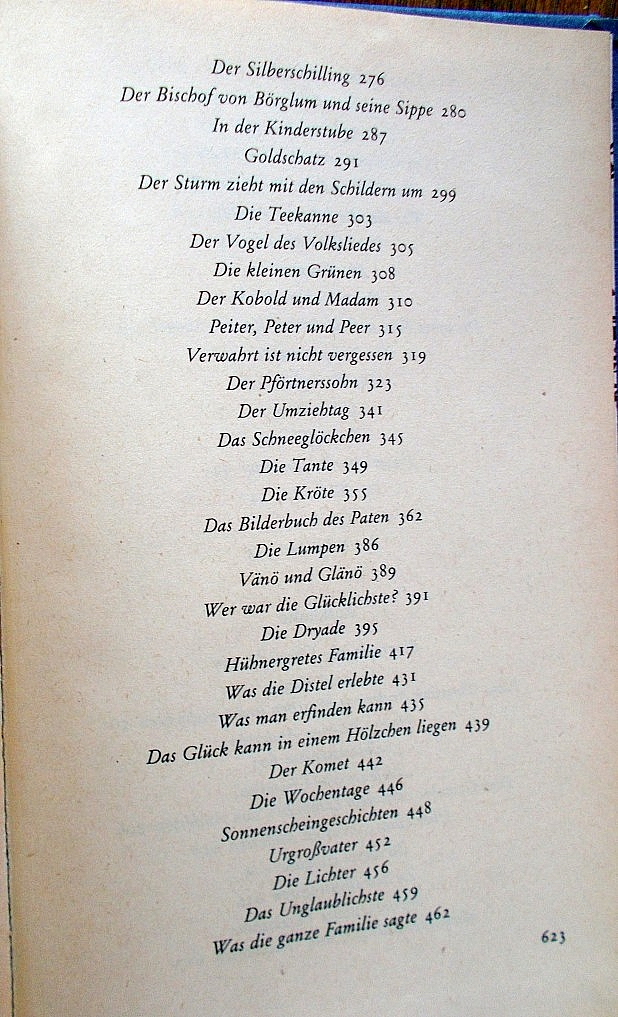 Der Silberschilling 276
Der Bischof von Börglum und seine Sippe 280
In der Kinderstube 287
Goldschatz 291
Der Sturm zieht mit den Schildern um 299
Die Teekanne 303
Der Vogel des Volksliedes 305
Die kleinen Grünen 308
Der Kobold und Madam 310
Peiter, Peter und Peer 315
Verwahrt ist nicht vergessen 319
Der Pförtnerssohn 323
Der Umziehtag 341
Das Schneeglöckchen 345
Die Tante 349
Die Kröte 355
Das Bilderbuch des Paten 362
Die Lumpen 386
Vänö und Glänö 389
Wer war die Glücklichste? 391
Die Dryade 395
Hühnergretes Familie 417
Was die Distel erlebte 431
Was man erfinden kann 435
Das Glück kann in einem Hölzchen liegen 439
Der Komet 442
Die Wochentage 446
Sonnenscheingeschichten 448
Urgroßvater 452
Die Lichter 456
Das Unglaublichste 459
Was die ganze Familie sagte 462
623